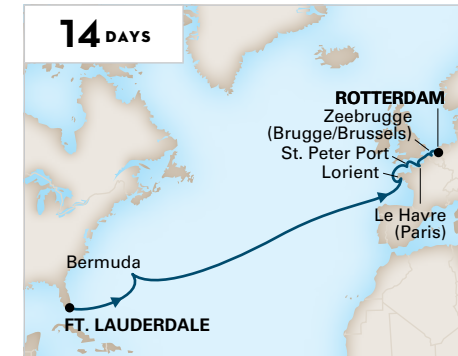 14 DAYS
ROTTERDAM
Zeebrugge
(Brugge/Brussels)
St. Peter Port
Lorient
Le Havre
(Paris)
Bermuda
FT. LAUDERDALE